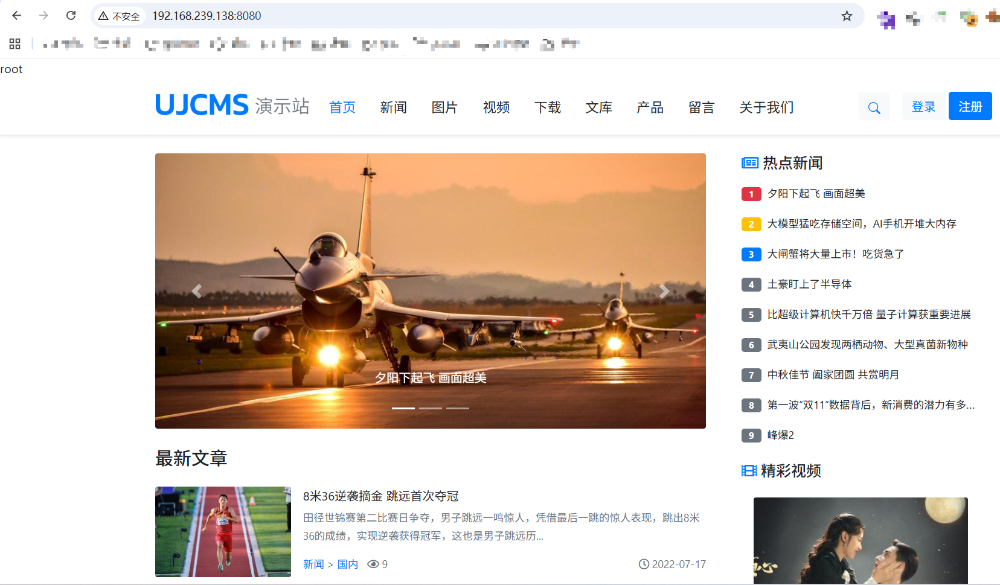 不安全 192.168.239.138:8080
root
UJCMS 演示站 首页 新闻 图片 视频 下载 文库 产品 留言 关于我们 登录 注册
夕阳下起飞 画面超美
热点新闻
1 夕阳下起飞 画面超美
2 大模型猛吃存储空间，AI手机开堆大内存
3 大闸蟹将大量上市！吃货急了
4 土豪盯上了半导体
5 比超级计算机快千万倍 量子计算获重要进展
6 武夷山公园发现两栖动物、大型真菌新物种
7 中秋佳节 阖家团圆 共赏明月
8 第一波“双11”数据背后，新消费的潜力有多...
9 峰爆2
最新文章
8米36逆袭摘金 跳远首次夺冠
田径世锦赛第二比赛日争夺，男子跳远一鸣惊人，凭借最后一跳的惊人表现，跳出8米
36的成绩，实现逆袭获得冠军，这也是男子跳远历...
新闻 > 国内 9 2022-07-17
精彩视频